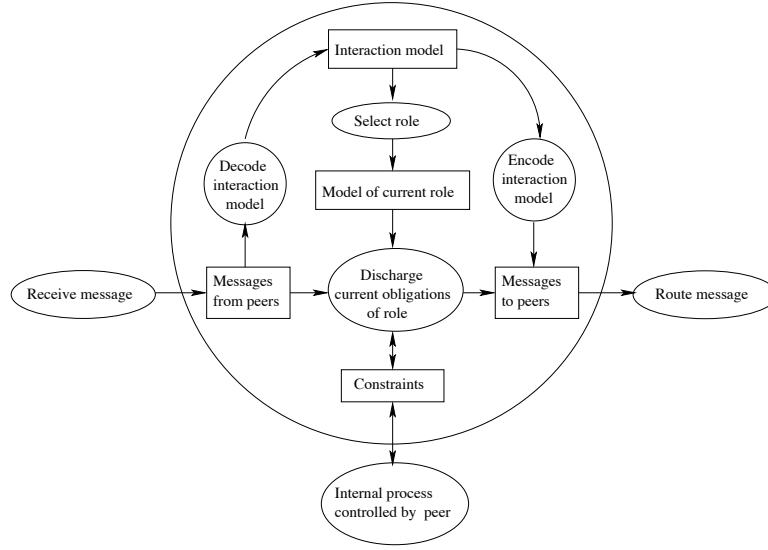 Interaction model
Select role
Decode
interaction
model
Encode
interaction
model
Model of current role
Receive message
Messages
from peers
Discharge
current obligations
of role
Messages
to peers
Route message
Constraints
Internal process
controlled by peer